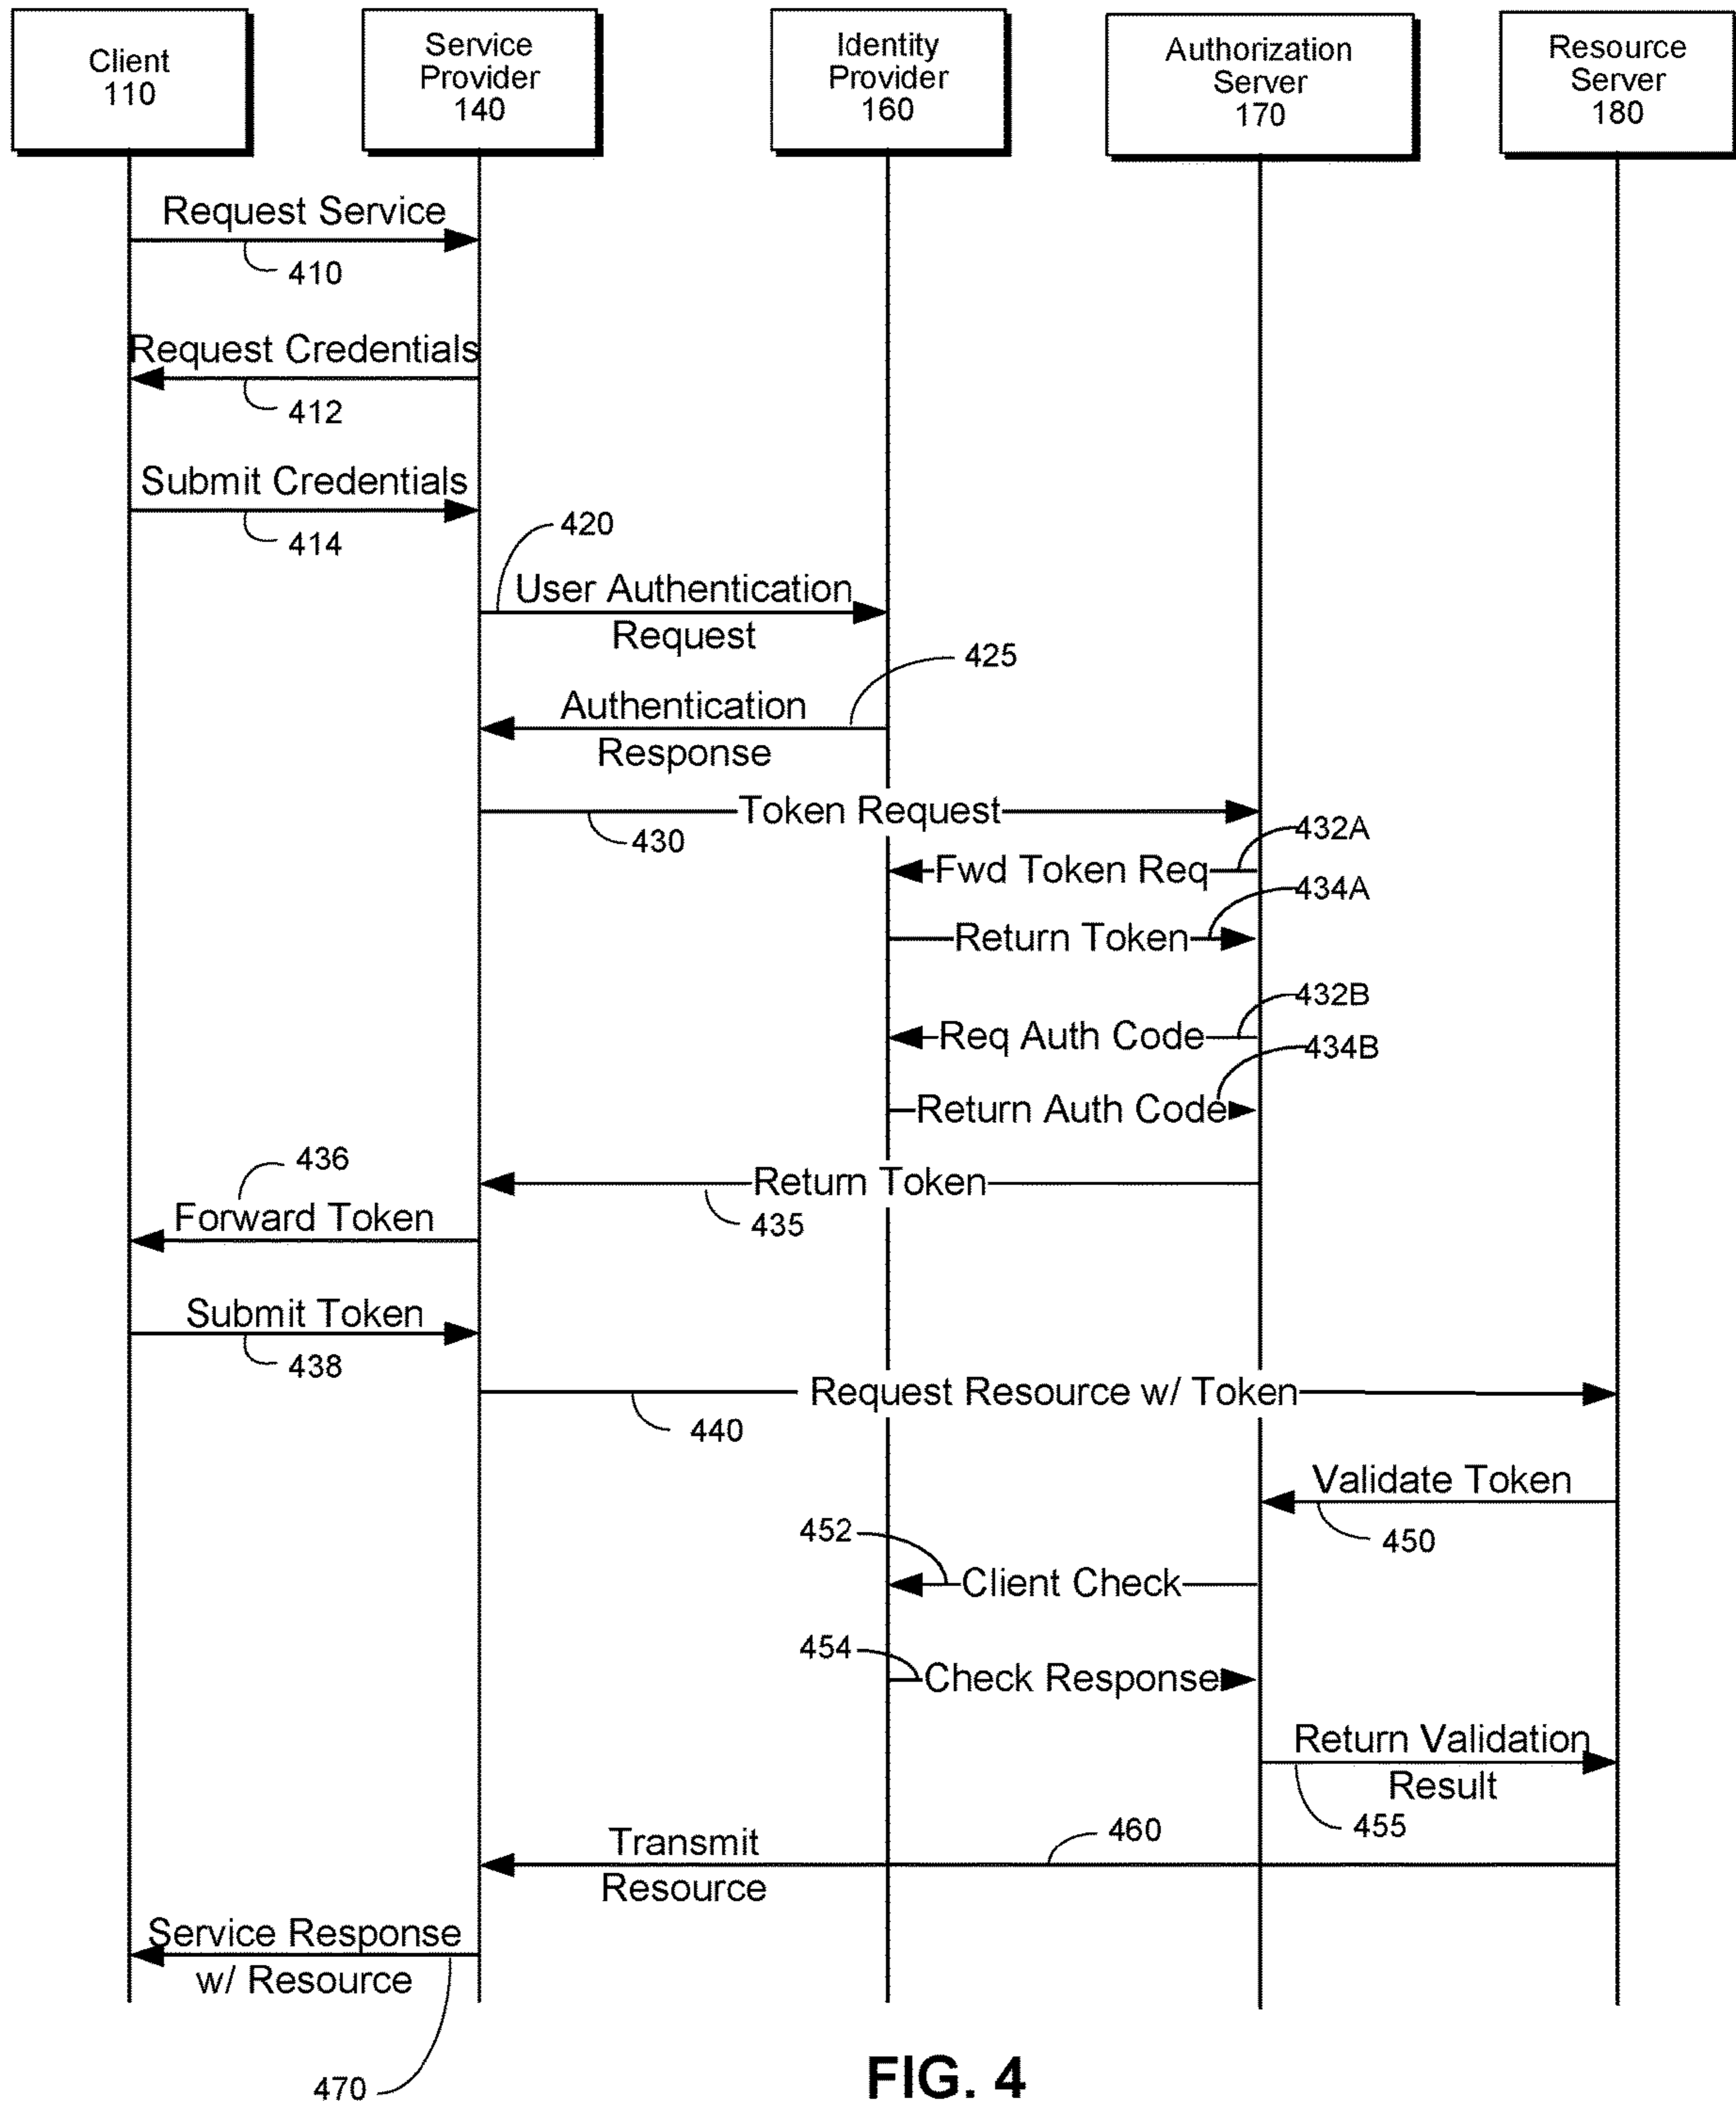 Client
110
Service
Provider
140
Identity
Provider
160
Authorization
Server
170
Resource
Server
180
Request Service
410
Request Credentials
412
Submit Credentials
414
420
User Authentication
Request
425
Authentication
Response
Token Request
430
432A
Fwd Token Req
434A
Return Token
432B
Req Auth Code
434B
Return Auth Code
436
Return Token
435
Forward Token
Submit Token
438
Request Resource w/ Token
440
Validate Token
450
452
Client Check
454
Check Response
Return Validation
Result
455
Transmit
460
Resource
Service Response
w/ Resource
470
FIG. 4